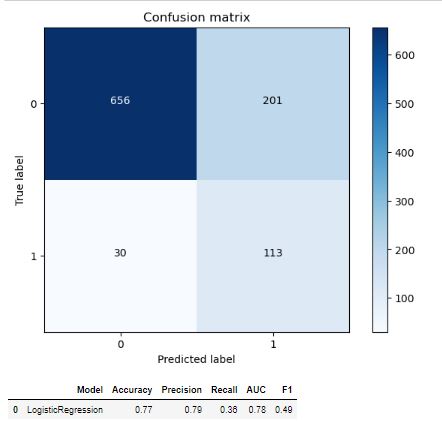 Confusion matrix
0 656 201
1 30 113
True label
0 1
Predicted label
600
500
400
300
200
100
Model Accuracy Precision Recall AUC F1
0 LogisticRegression 0.77 0.79 0.36 0.78 0.49